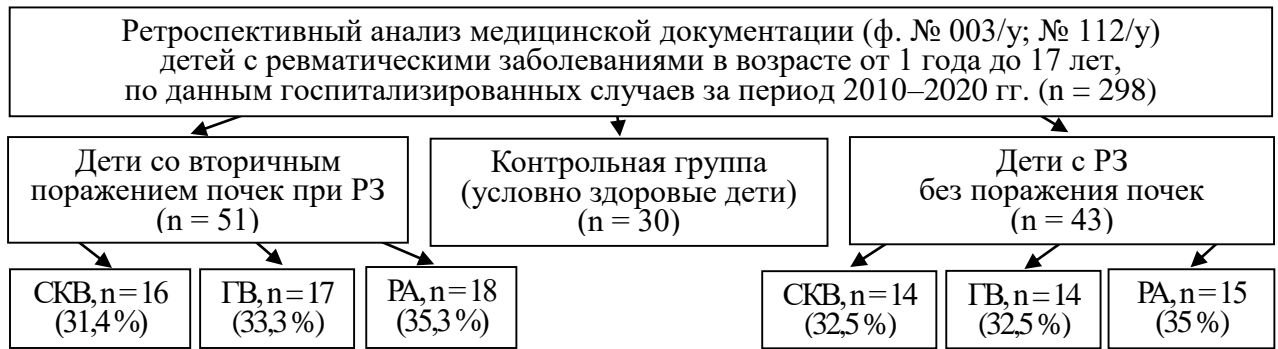 Ретроспективный анализ медицинской документации (ф. № 003/у; № 112/у)
детей с ревматическими заболеваниями в возрасте от 1 года до 17 лет,
по данным госпитализированных случаев за период 2010–2020 гг. (n = 298)
Дети со вторичным
поражением почек при РЗ
(n = 51)
Контрольная группа
(условно здоровые дети)
(n = 30)
Дети с РЗ
без поражения почек
(n = 43)
СКВ, n = 16
(31,4 %)
ГВ, n = 17
(33,3 %)
РА, n = 18
(35,3 %)
СКВ, n = 14
(32,5 %)
ГВ, n = 14
(32,5 %)
РА, n = 15
(35 %)